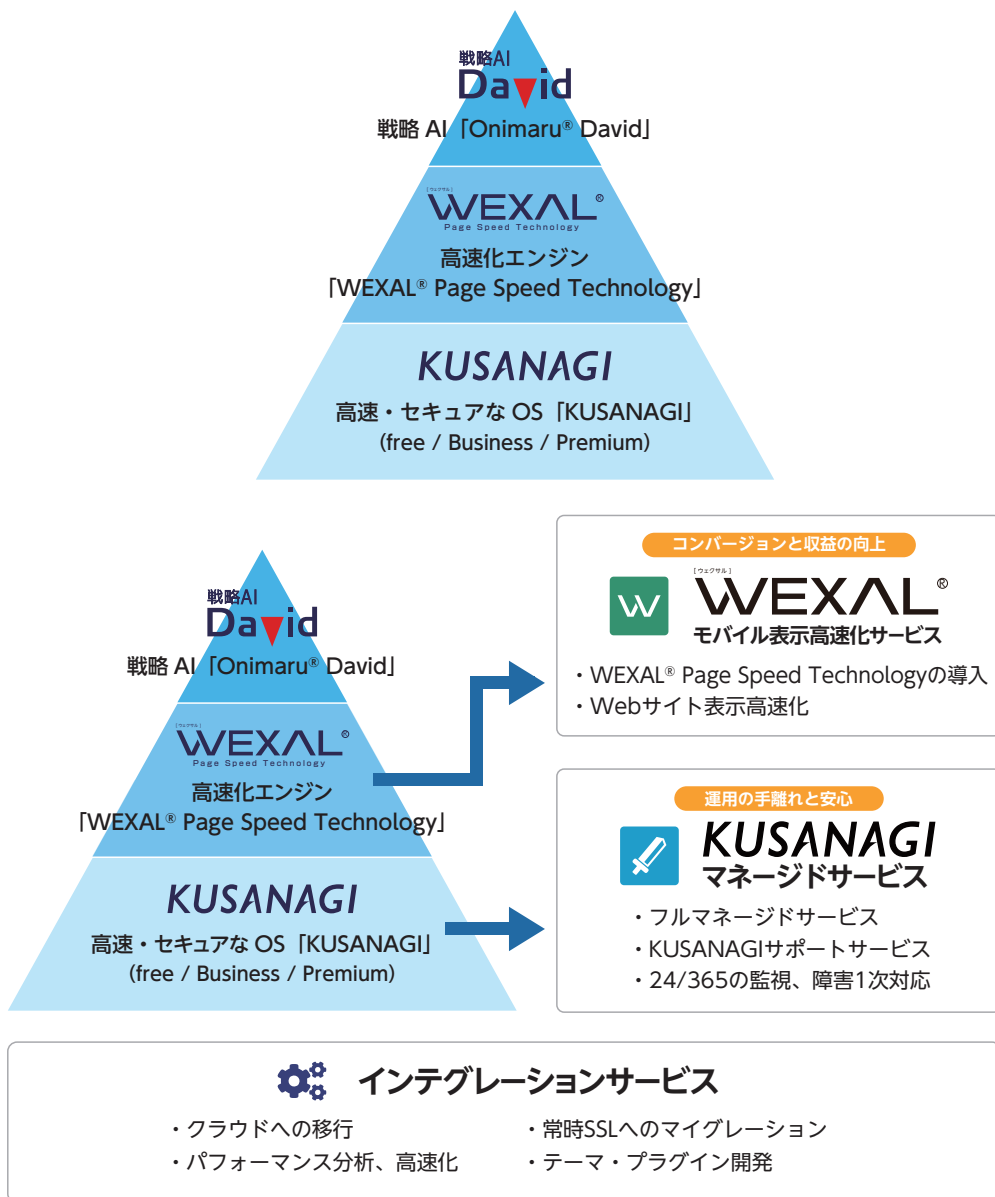 戦略AI
David
戦略 AI「Onimaru® David」
[ウェクサル]
WEXAL®
Page Speed Technology
高速化エンジン
「WEXAL® Page Speed Technology」
KUSANAGI
高速・セキュアな OS「KUSANAGI」
(free / Business / Premium)
戦略AI
David
戦略 AI「Onimaru® David」
[ウェクサル]
WEXAL®
Page Speed Technology
高速化エンジン
「WEXAL® Page Speed Technology」
KUSANAGI
高速・セキュアな OS「KUSANAGI」
(free / Business / Premium)
コンバージョンと収益の向上
[ウェクサル]
W WEXAL®
モバイル表示高速化サービス
・WEXAL® Page Speed Technologyの導入
・Webサイト表示高速化
運用の手離れと安心
KUSANAGI
マネージドサービス
・フルマネージドサービス
・KUSANAGIサポートサービス
・24/365の監視、障害1次対応
インテグレーションサービス
・クラウドへの移行
・パフォーマンス分析、高速化
・常時SSLへのマイグレーション
・テーマ・プラグイン開発